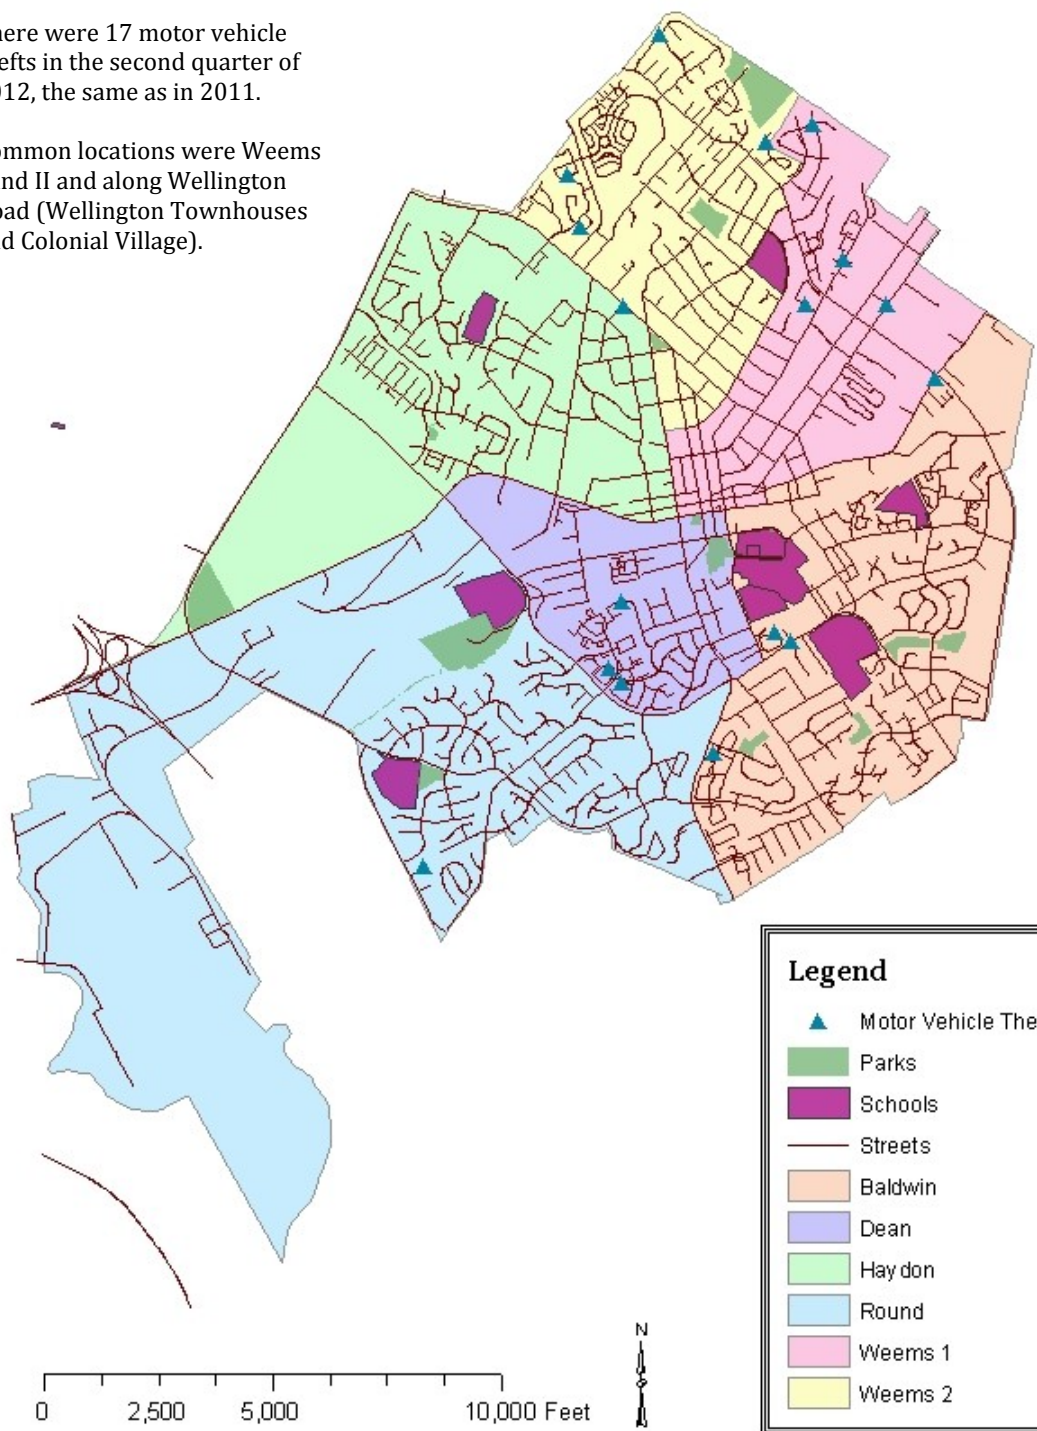 here were 17 motor vehicle
efts in the second quarter of
012, the same as in 2011.
ommon locations were Weems
nd II and along Wellington
oad (Wellington Townhouses
d Colonial Village).
Legend
Motor Vehicle The
Parks
Schools
Streets
Baldwin
Dean
Haydon
Round
Weems 1
Weems 2
N
0 2,500 5,000 10,000 Feet